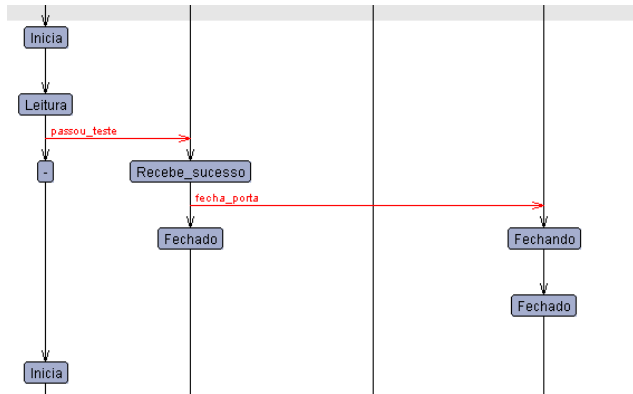 Inicia
Leitura
passou_teste
-
Recebe_sucesso
fecha_porta
Fechado
Fechando
Fechado
Inicia